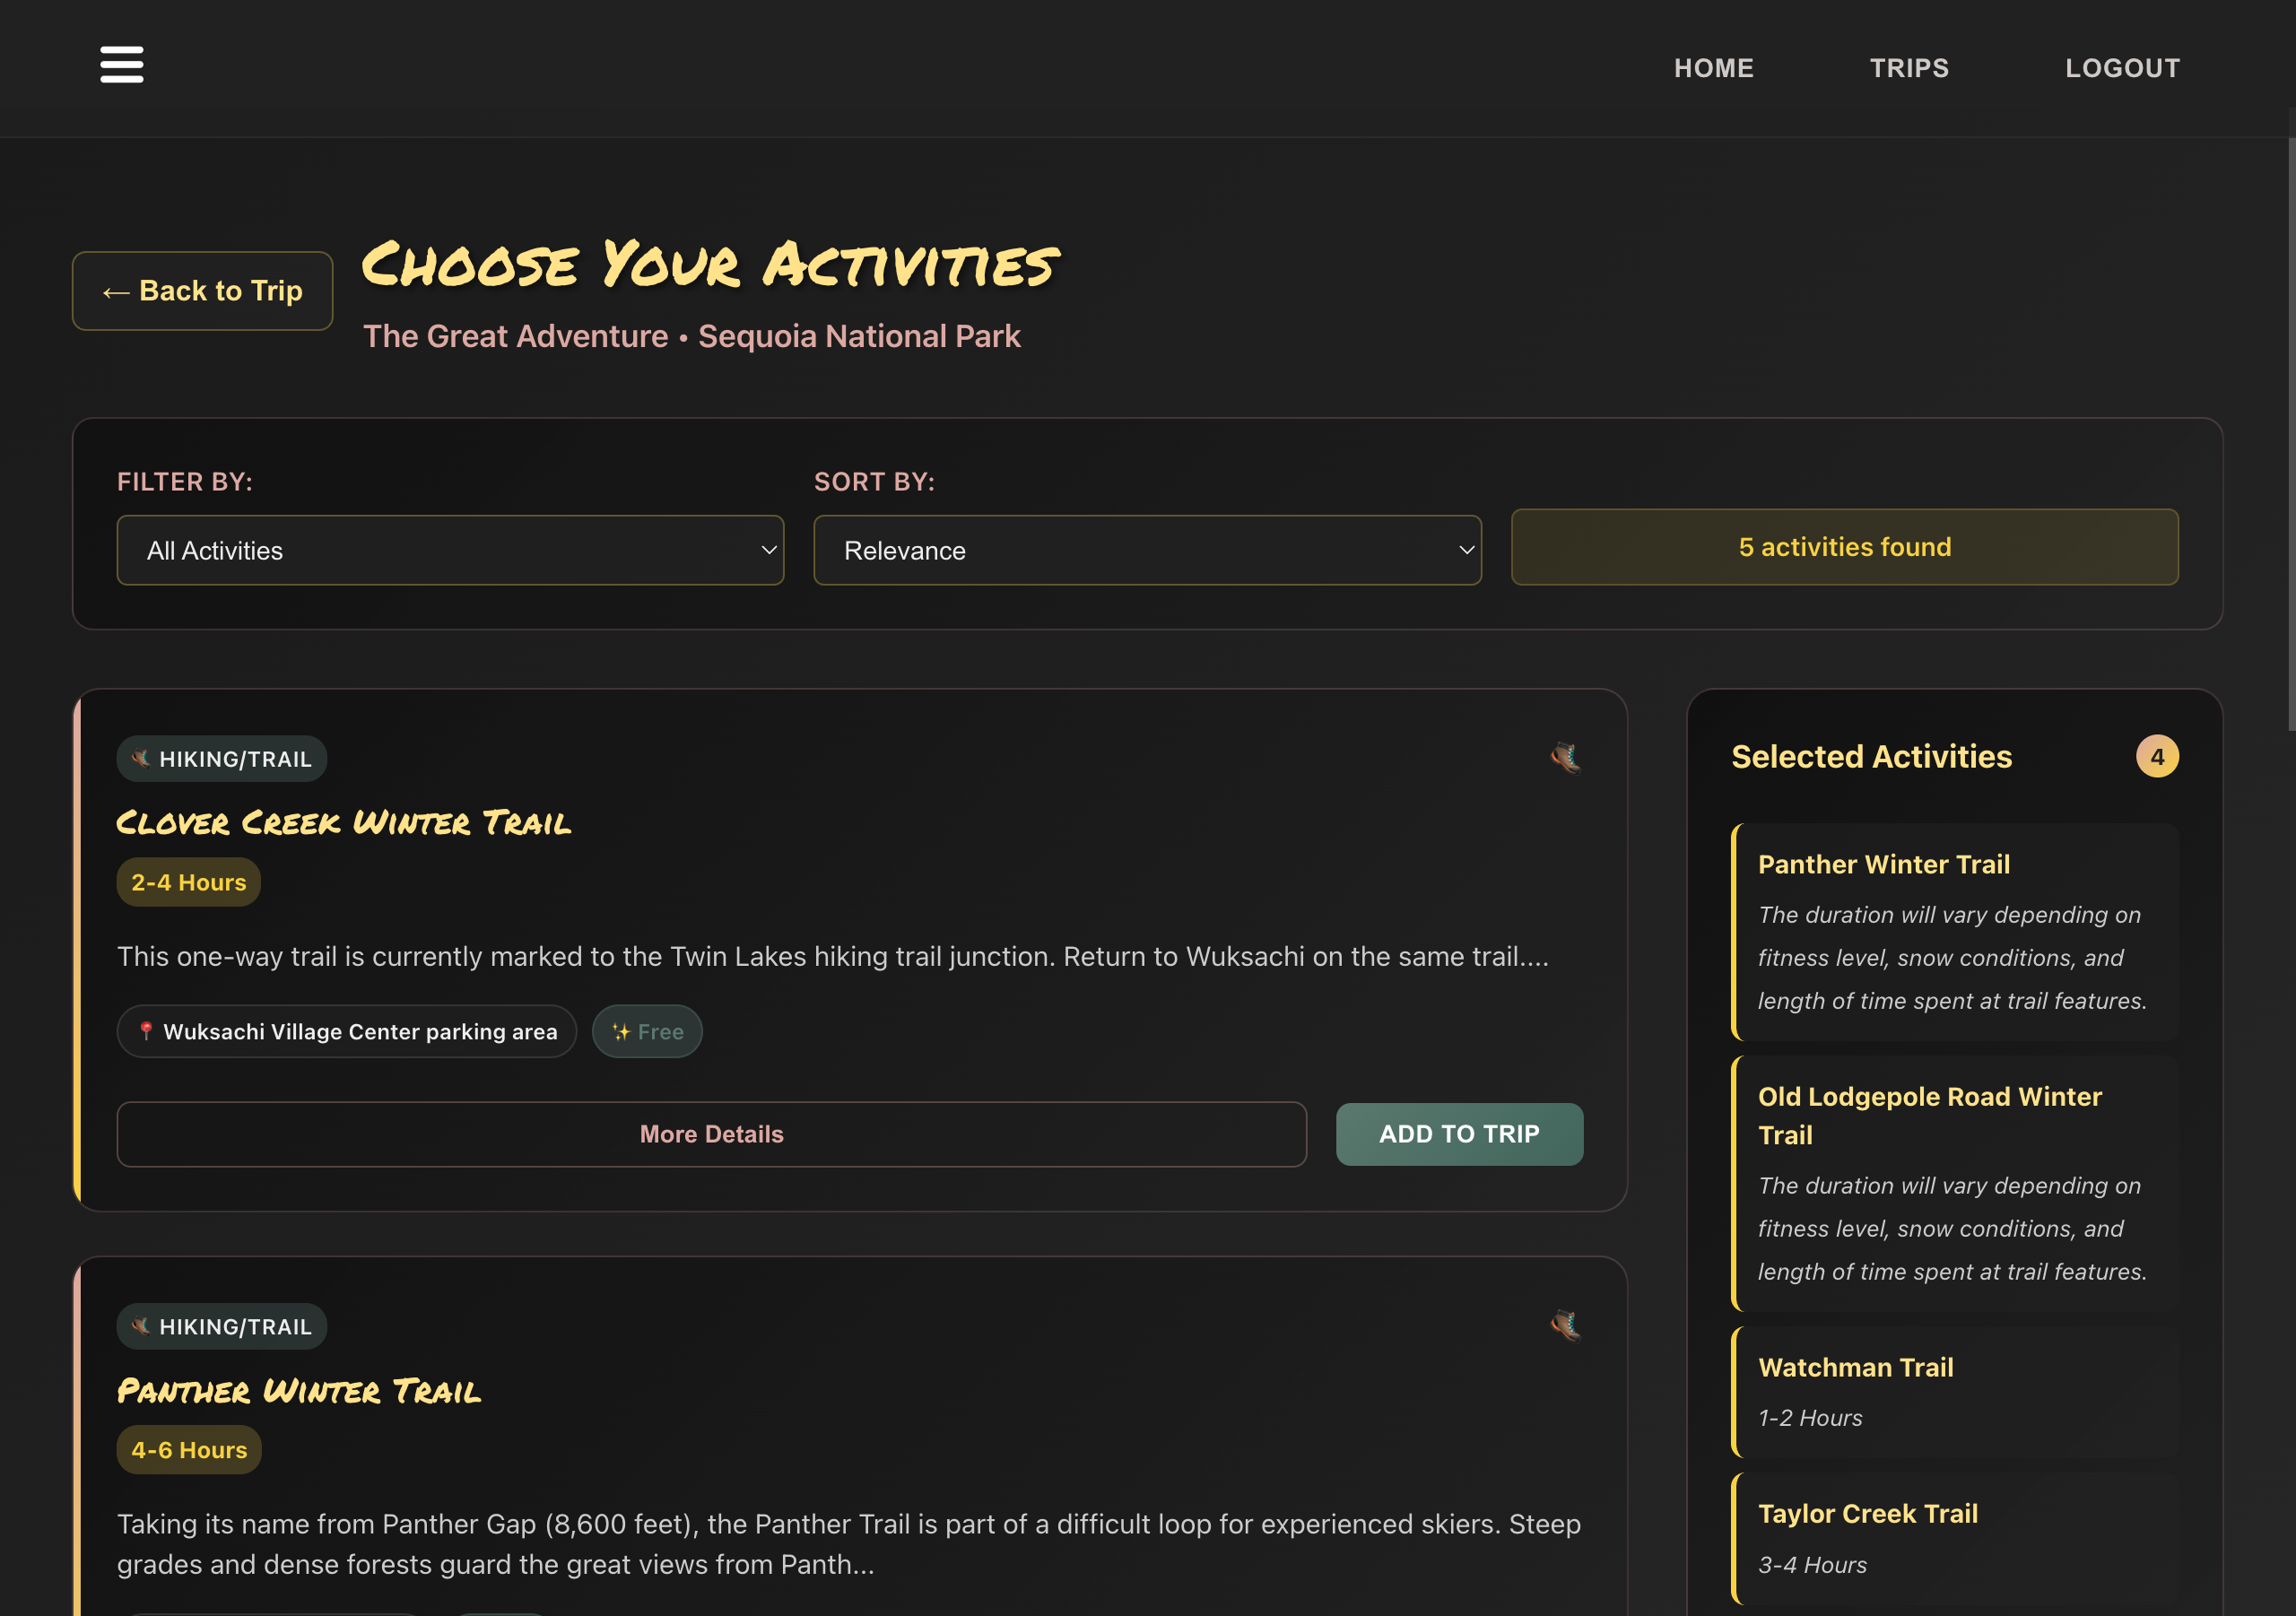 HOME TRIPS LOGOUT
← Back to Trip
Choose Your Activities
The Great Adventure • Sequoia National Park
FILTER BY:
All Activities
SORT BY:
Relevance
5 activities found
HIKING/TRAIL
Clover Creek Winter Trail
2-4 Hours
This one-way trail is currently marked to the Twin Lakes hiking trail junction. Return to Wuksachi on the same trail....
Wuksachi Village Center parking area
Free
More Details
ADD TO TRIP
HIKING/TRAIL
Panther Winter Trail
4-6 Hours
Taking its name from Panther Gap (8,600 feet), the Panther Trail is part of a difficult loop for experienced skiers. Steep
grades and dense forests guard the great views from Panth...
Selected Activities
4
Panther Winter Trail
The duration will vary depending on
fitness level, snow conditions, and
length of time spent at trail features.
Old Lodgepole Road Winter
Trail
The duration will vary depending on
fitness level, snow conditions, and
length of time spent at trail features.
Watchman Trail
1-2 Hours
Taylor Creek Trail
3-4 Hours